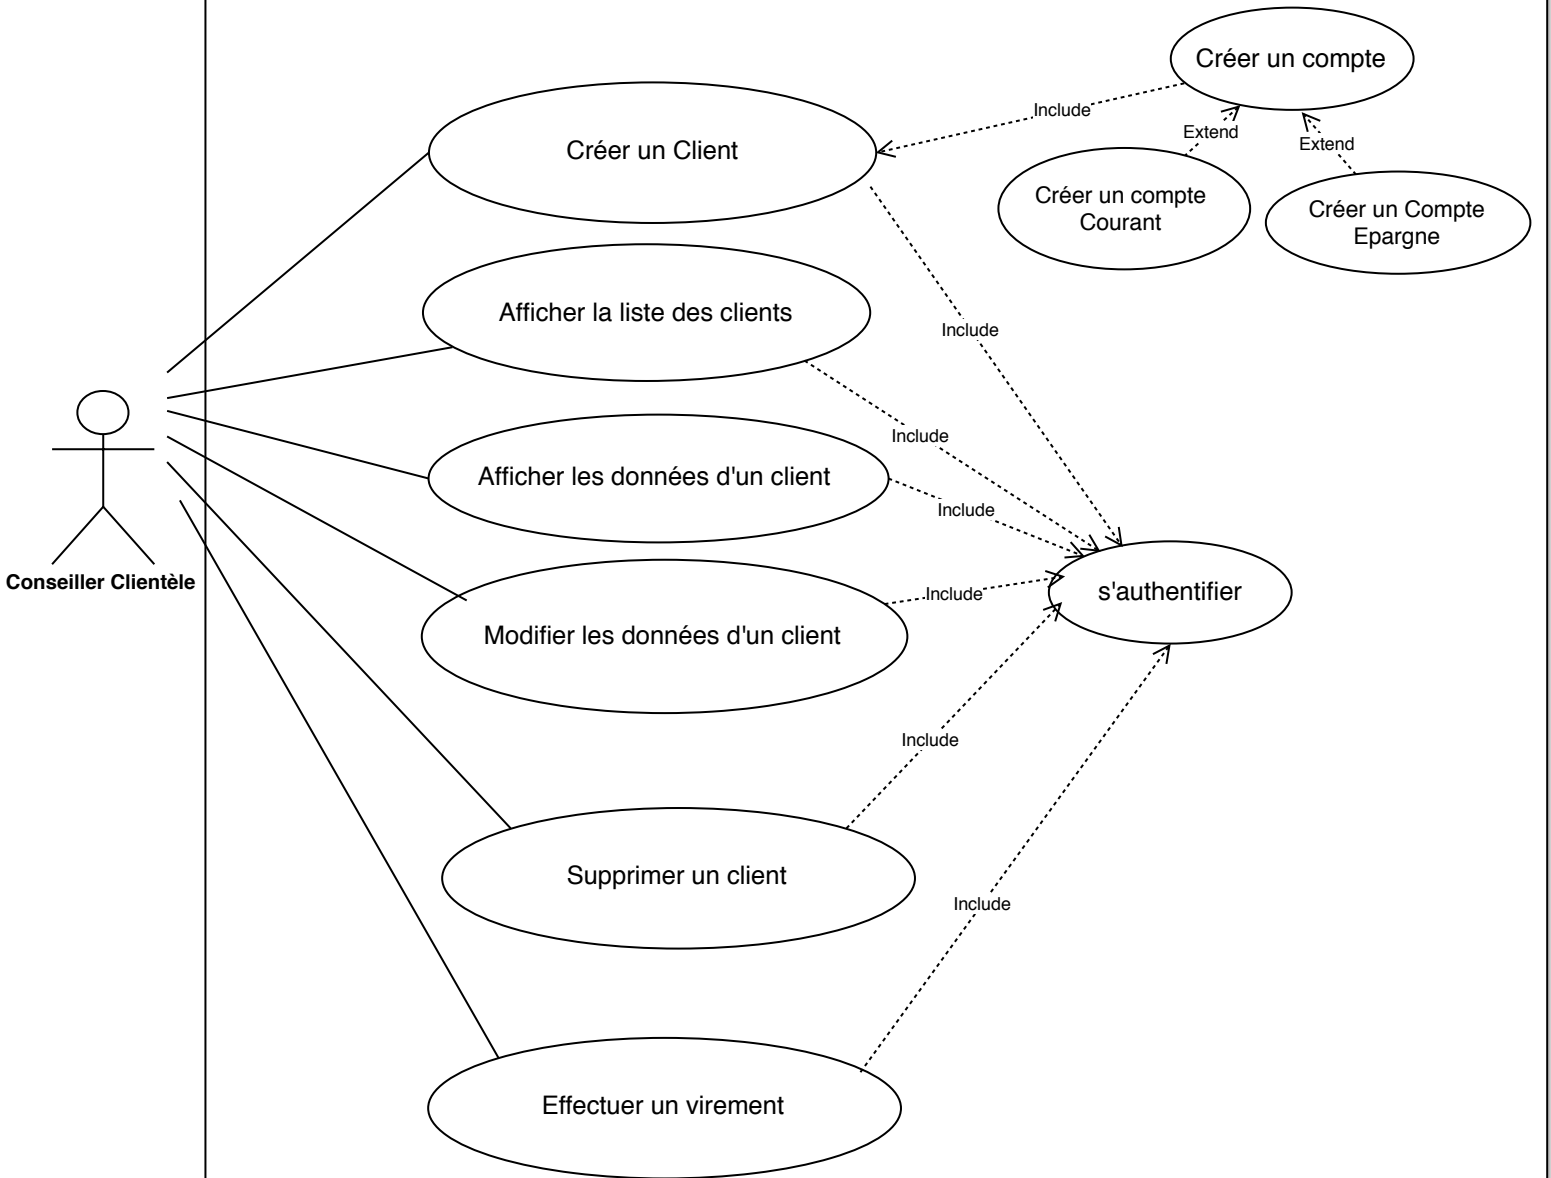 Créer un compte
Include
Extend
Extend
Créer un Client
Créer un compte
Courant
Créer un Compte
Epargne
Afficher la liste des clients
Include
Include
Afficher les données d'un client
Include
Conseiller Clientèle
Include
s'authentifier
Modifier les données d'un client
Include
Supprimer un client
Include
Effectuer un virement